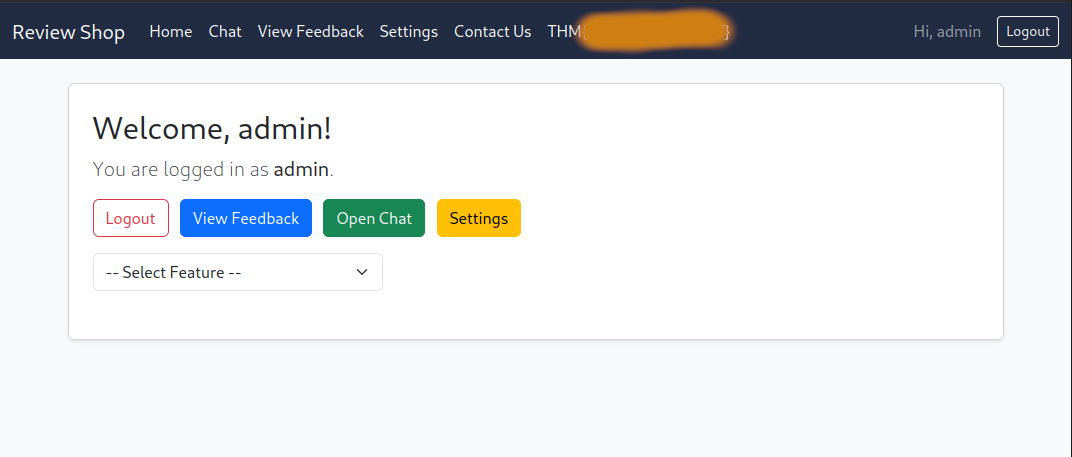 Review Shop Home Chat View Feedback Settings Contact Us THM{ } Hi, admin Logout
Welcome, admin!
You are logged in as admin.
Logout View Feedback Open Chat Settings
-- Select Feature --